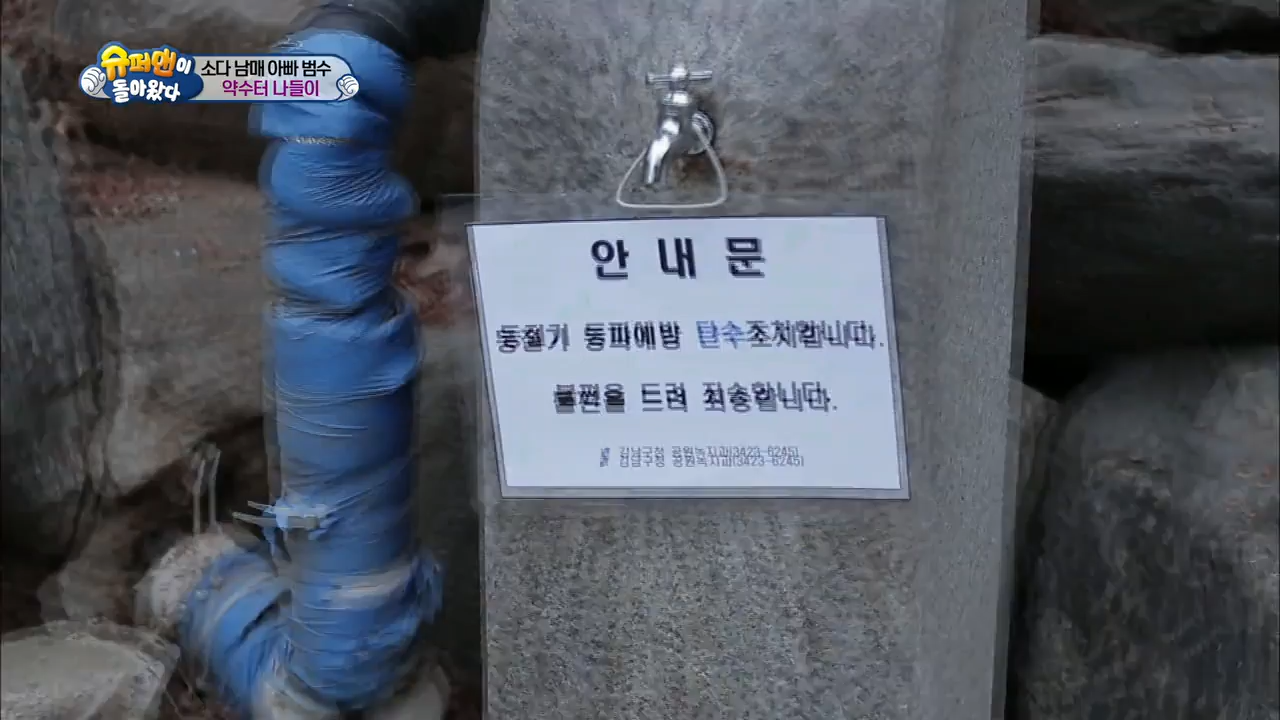 슈퍼맨이 돌아왔다
소다 남매 아빠 범수
약수터 나들이
안 내 문
동절기 동파예방 단수조치합니다.
불편을 드려 죄송합니다.
강남구청 공원녹지과(3423-6245)